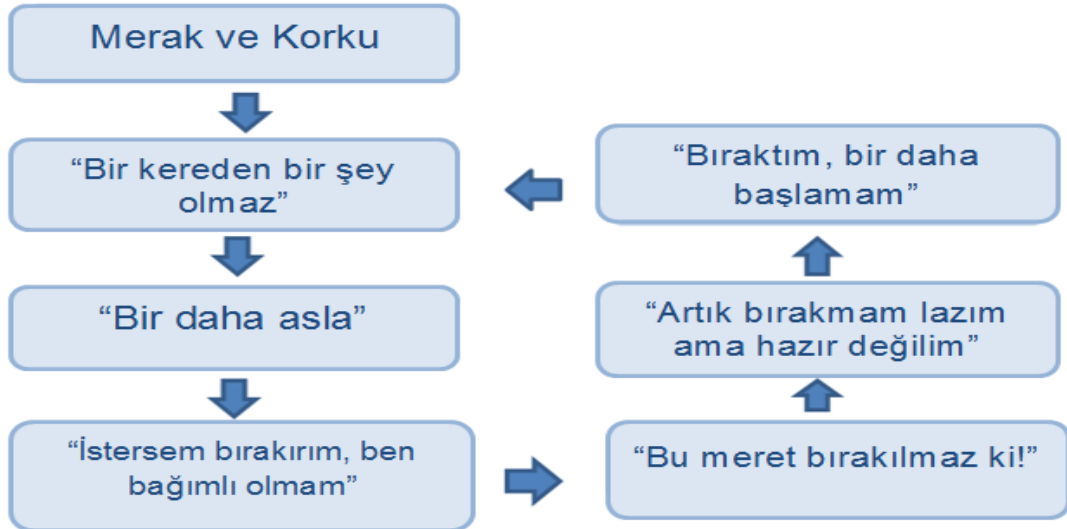 Merak ve Korku
“Bir kereden bir şey
olmaz”
“Bir daha asla”
“İstersem bırakırım, ben
bağımlı olmam”
“Bu meret bırakılmaz ki!”
“Artık bırakmam lazım
ama hazır değilim”
“Bıraktım, bir daha
başlamam”